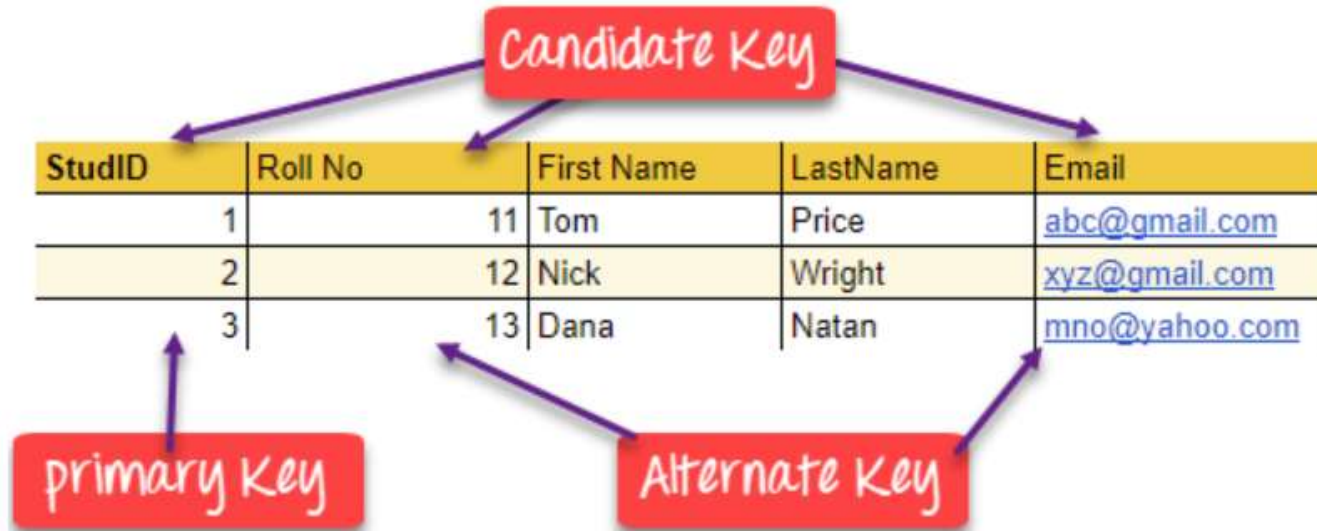 Candidate Key
StudID Roll No First Name LastName Email
1 11 Tom Price abc@gmail.com
2 12 Nick Wright xyz@gmail.com
3 13 Dana Natan mno@yahoo.com
primary Key Alternate Key